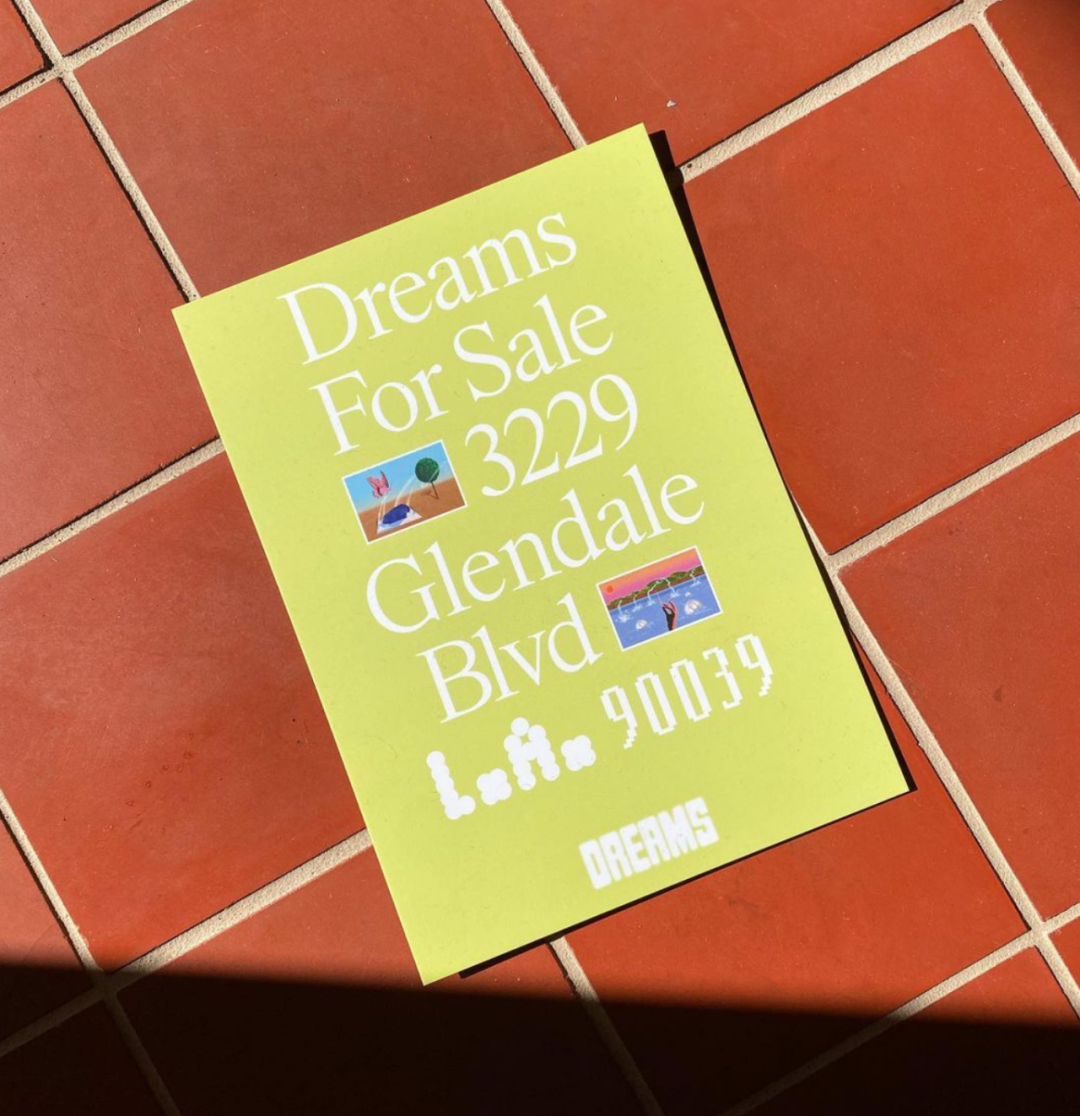 Dreams
For Sale
3229
Glendale
Blvd
L.A. 90039
DREAMS